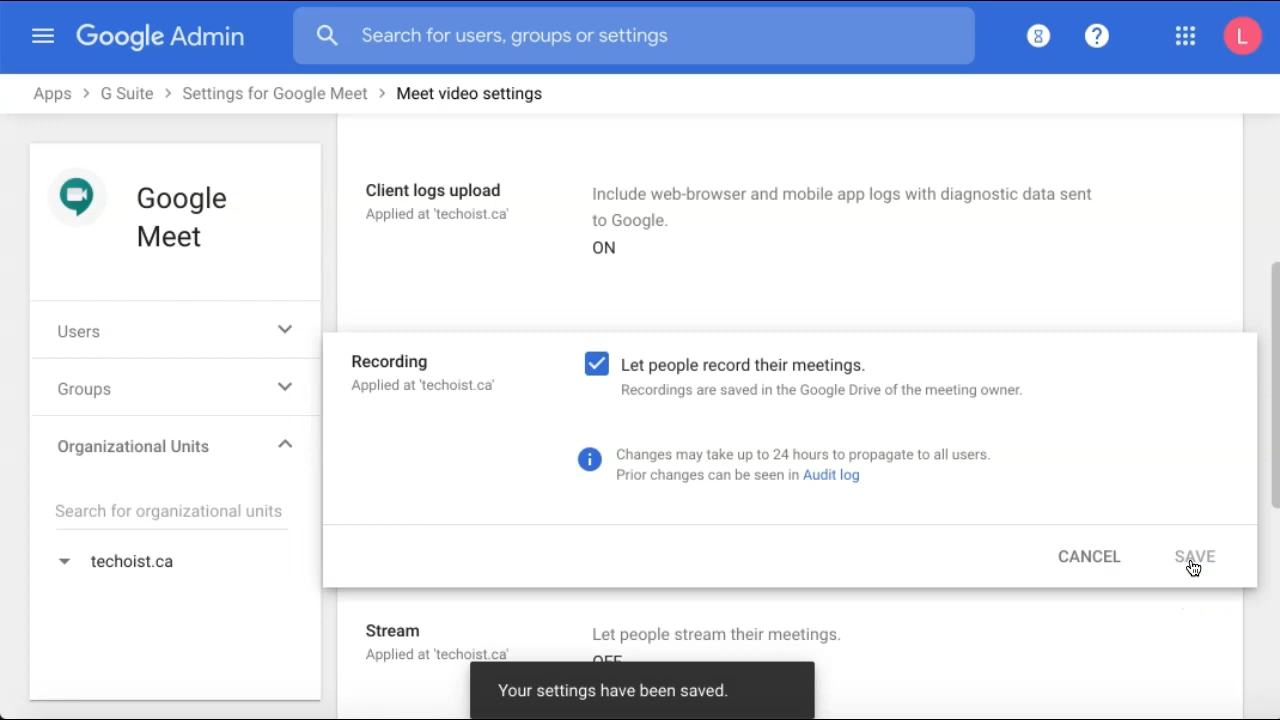 Google Admin
Search for users, groups or settings
L
Apps > G Suite > Settings for Google Meet > Meet video settings
Google
Meet
Users
Groups
Organizational Units
Search for organizational units
techoist.ca
Client logs upload
Applied at 'techoist.ca'
Include web-browser and mobile app logs with diagnostic data sent
to Google.
ON
Recording
Applied at 'techoist.ca'
Let people record their meetings.
Recordings are saved in the Google Drive of the meeting owner.
Changes may take up to 24 hours to propagate to all users.
Prior changes can be seen in Audit log
CANCEL
SAVE
Stream
Applied at 'techoist.ca'
Let people stream their meetings.
OFF
Your settings have been saved.